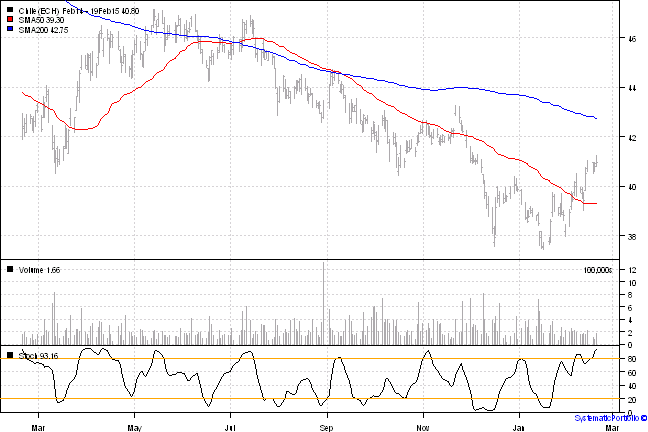 Chile (ECH) Feb14 - 19Feb15 40.80
SMA50 39.30
SMA200 42.75
46
44
42
40
38
Volume 1.66
100,000s
12
10
8
6
4
2
0
Stoch 93.16
80
60
40
20
0
Mar May Jul Sep Nov Jan Mar
SystematicPortfolio ©